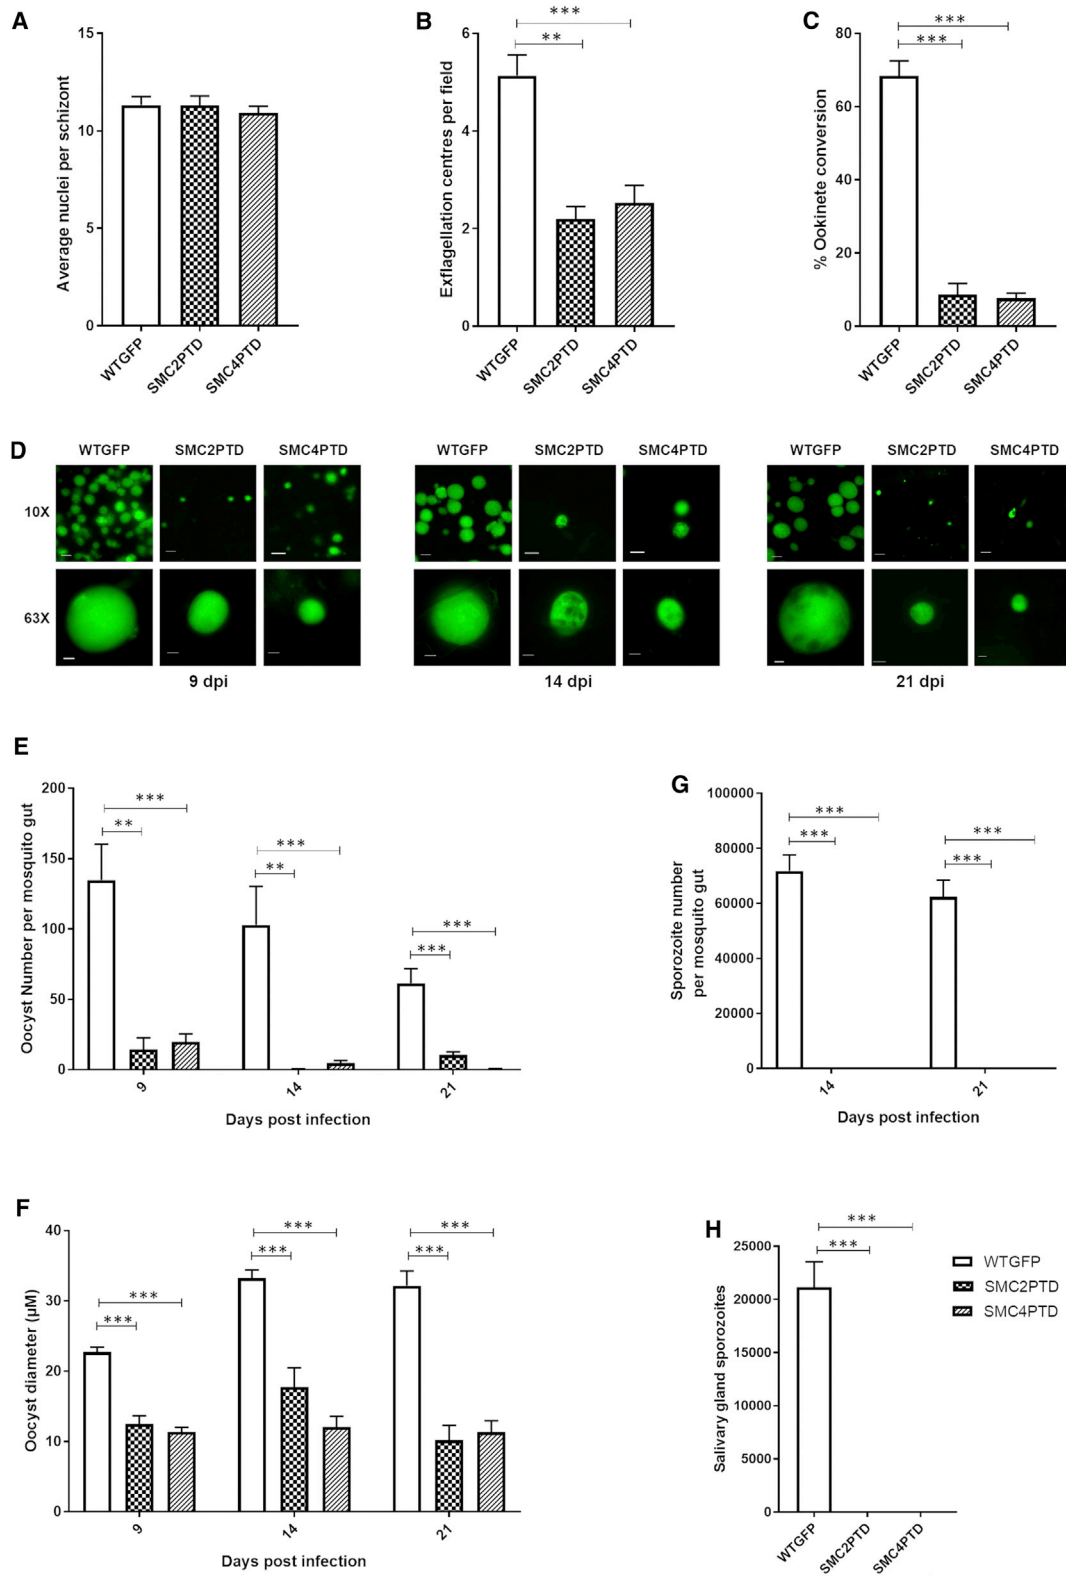 A
Average nuclei per schizont
15
10
5
0
WTGFP
SMC2PTD
SMC4PTD
B
Exflagellation centres per field
***
**
6
4
2
0
WTGFP
SMC2PTD
SMC4PTD
C
% Ookinete conversion
***
***
80
60
40
20
0
WTGFP
SMC2PTD
SMC4PTD
D
WTGFP SMC2PTD SMC4PTD
WTGFP SMC2PTD SMC4PTD
WTGFP SMC2PTD SMC4PTD
10X
63X
9 dpi
14 dpi
21 dpi
E
Oocyst Number per mosquito gut
200
150
100
50
0
***
**
***
**
***
***
9
14
21
Days post infection
G
Sporozoite number
per mosquito gut
100000
80000
60000
40000
20000
0
***
***
***
***
14
21
Days post infection
F
Oocyst diameter (µM)
40
30
20
10
0
***
***
***
***
***
***
9
14
21
Days post infection
H
Salivary gland sporozoites
***
***
25000
20000
15000
10000
5000
0
WTGFP
SMC2PTD
SMC4PTD
WTGFP
SMC2PTD
SMC4PTD